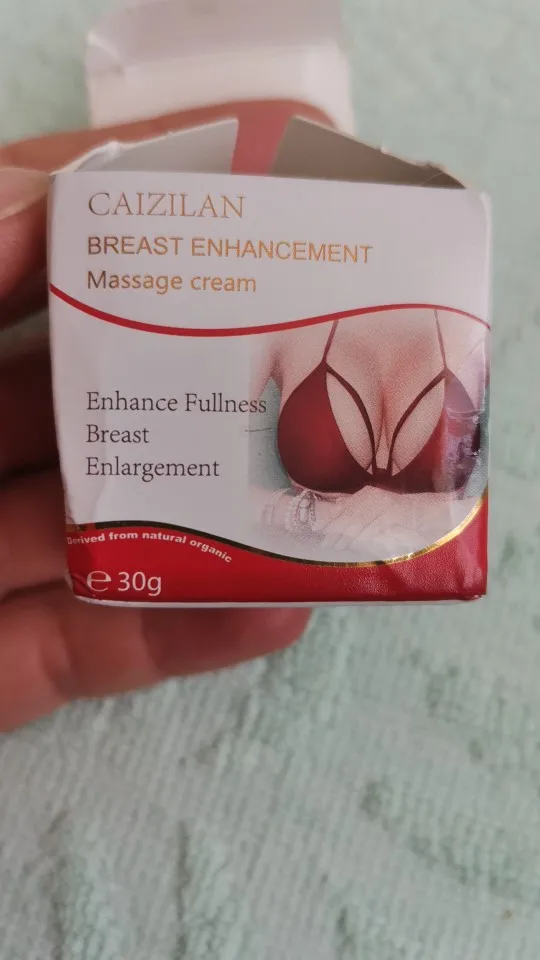 CAIZILAN
BREAST ENHANCEMENT
Massage cream
Enhance Fullness
Breast
Enlargement
Derived from natural organic
℮ 30g